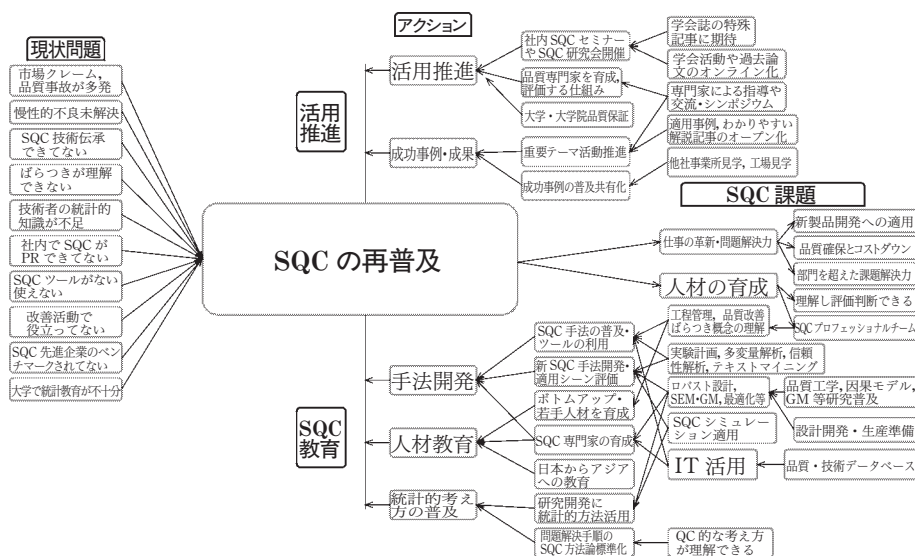 現状問題
市場クレーム,
品質事故が多発
慢性的不良未解決
SQC 技術伝承
できてない
ばらつきが理解
できない
技術者の統計的
知識が不足
社内で SQC が
PR できてない
SQC ツールがない
使えない
改善活動で
役立ってない
SQC 先進企業のベン
チマークされてない
大学で統計教育が不十分
SQC の再普及
アクション
活用
推進
活用推進
社内 SQC セミナー
や SQC 研究会開催
学会誌の特殊
記事に期待
学会活動や過去論
文のオンライン化
品質専門家を育成,
評価する仕組み
専門家による指導や
交流・シンポジウム
大学・大学院品質保証
成功事例・成果
重要テーマ活動推進
適用事例, わかりやすい
解説記事のオープン化
成功事例の普及共有化
他社事業所見学, 工場見学
SQC 課題
仕事の革新・問題解決力
新製品開発への適用
品質確保とコストダウン
部門を超えた課題解決力
人材の育成
理解し評価判断できる
SQCプロフェッショナルチーム
SQC
教育
手法開発
SQC 手法の普及・
ツールの利用
工程管理, 品質改善
ばらつき概念の理解
新 SQC 手法開発・
適用シーン評価
実験計画, 多変量解析, 信頼
性解析, テキストマイニング
ボトムアップ・
若手人材を育成
ロバスト設計,
SEM・GM, 最適化等
品質工学, 因果モデル,
GM 等研究普及
設計開発・生産準備
人材教育
SQC 専門家の育成
SQC シミュレー
ション適用
日本からアジア
への教育
IT 活用
品質・技術データベース
統計的考え
方の普及
研究開発に
統計的方法活用
問題解決手順の
SQC 方法論標準化
QC 的な考え方
が理解できる